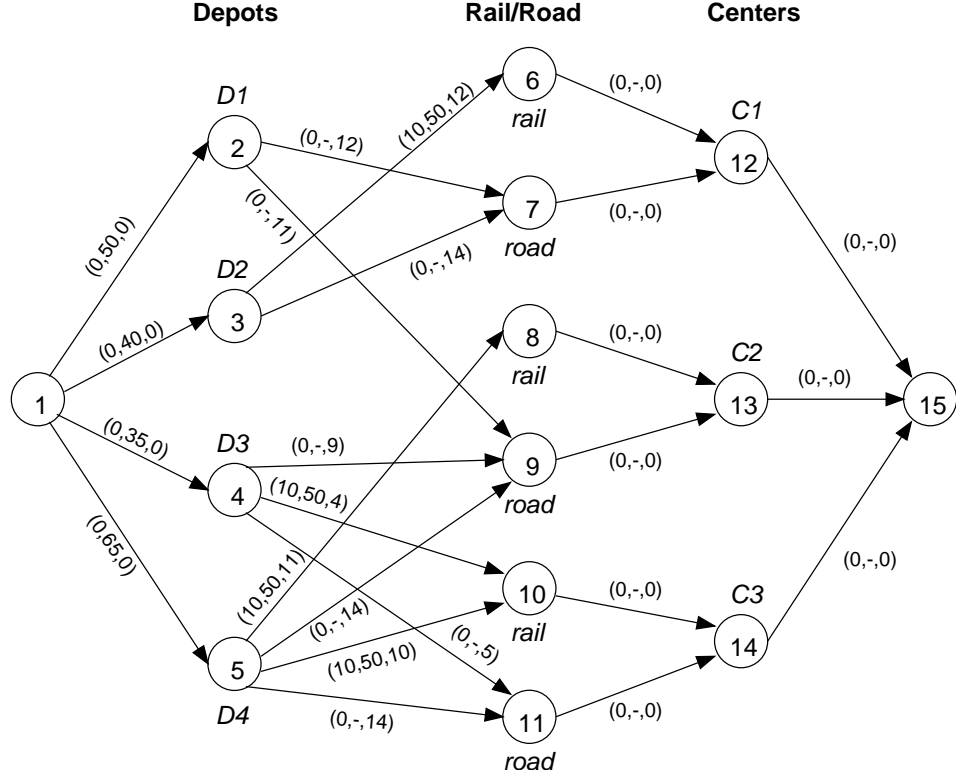 Depots Rail/Road Centers
6
rail
(0,-,0)
D1
2
(0,-,12)
(10,50,12)
C1
12
7
road
(0,-,0)
(0,-,11)
(0,50,0)
D2
3
(0,-,14)
(0,-,0)
(0,40,0)
8
rail
(0,-,0)
C2
13
(0,-,0)
1
15
(0,35,0)
D3
4
(0,-,9)
9
road
(0,-,0)
(10,50,4)
(0,65,0)
(10,50,11)
10
rail
(0,-,0)
C3
14
(0,-,0)
(0,-,14)
(0,-,5)
5
D4
(10,50,10)
(0,-,14)
11
road
(0,-,0)